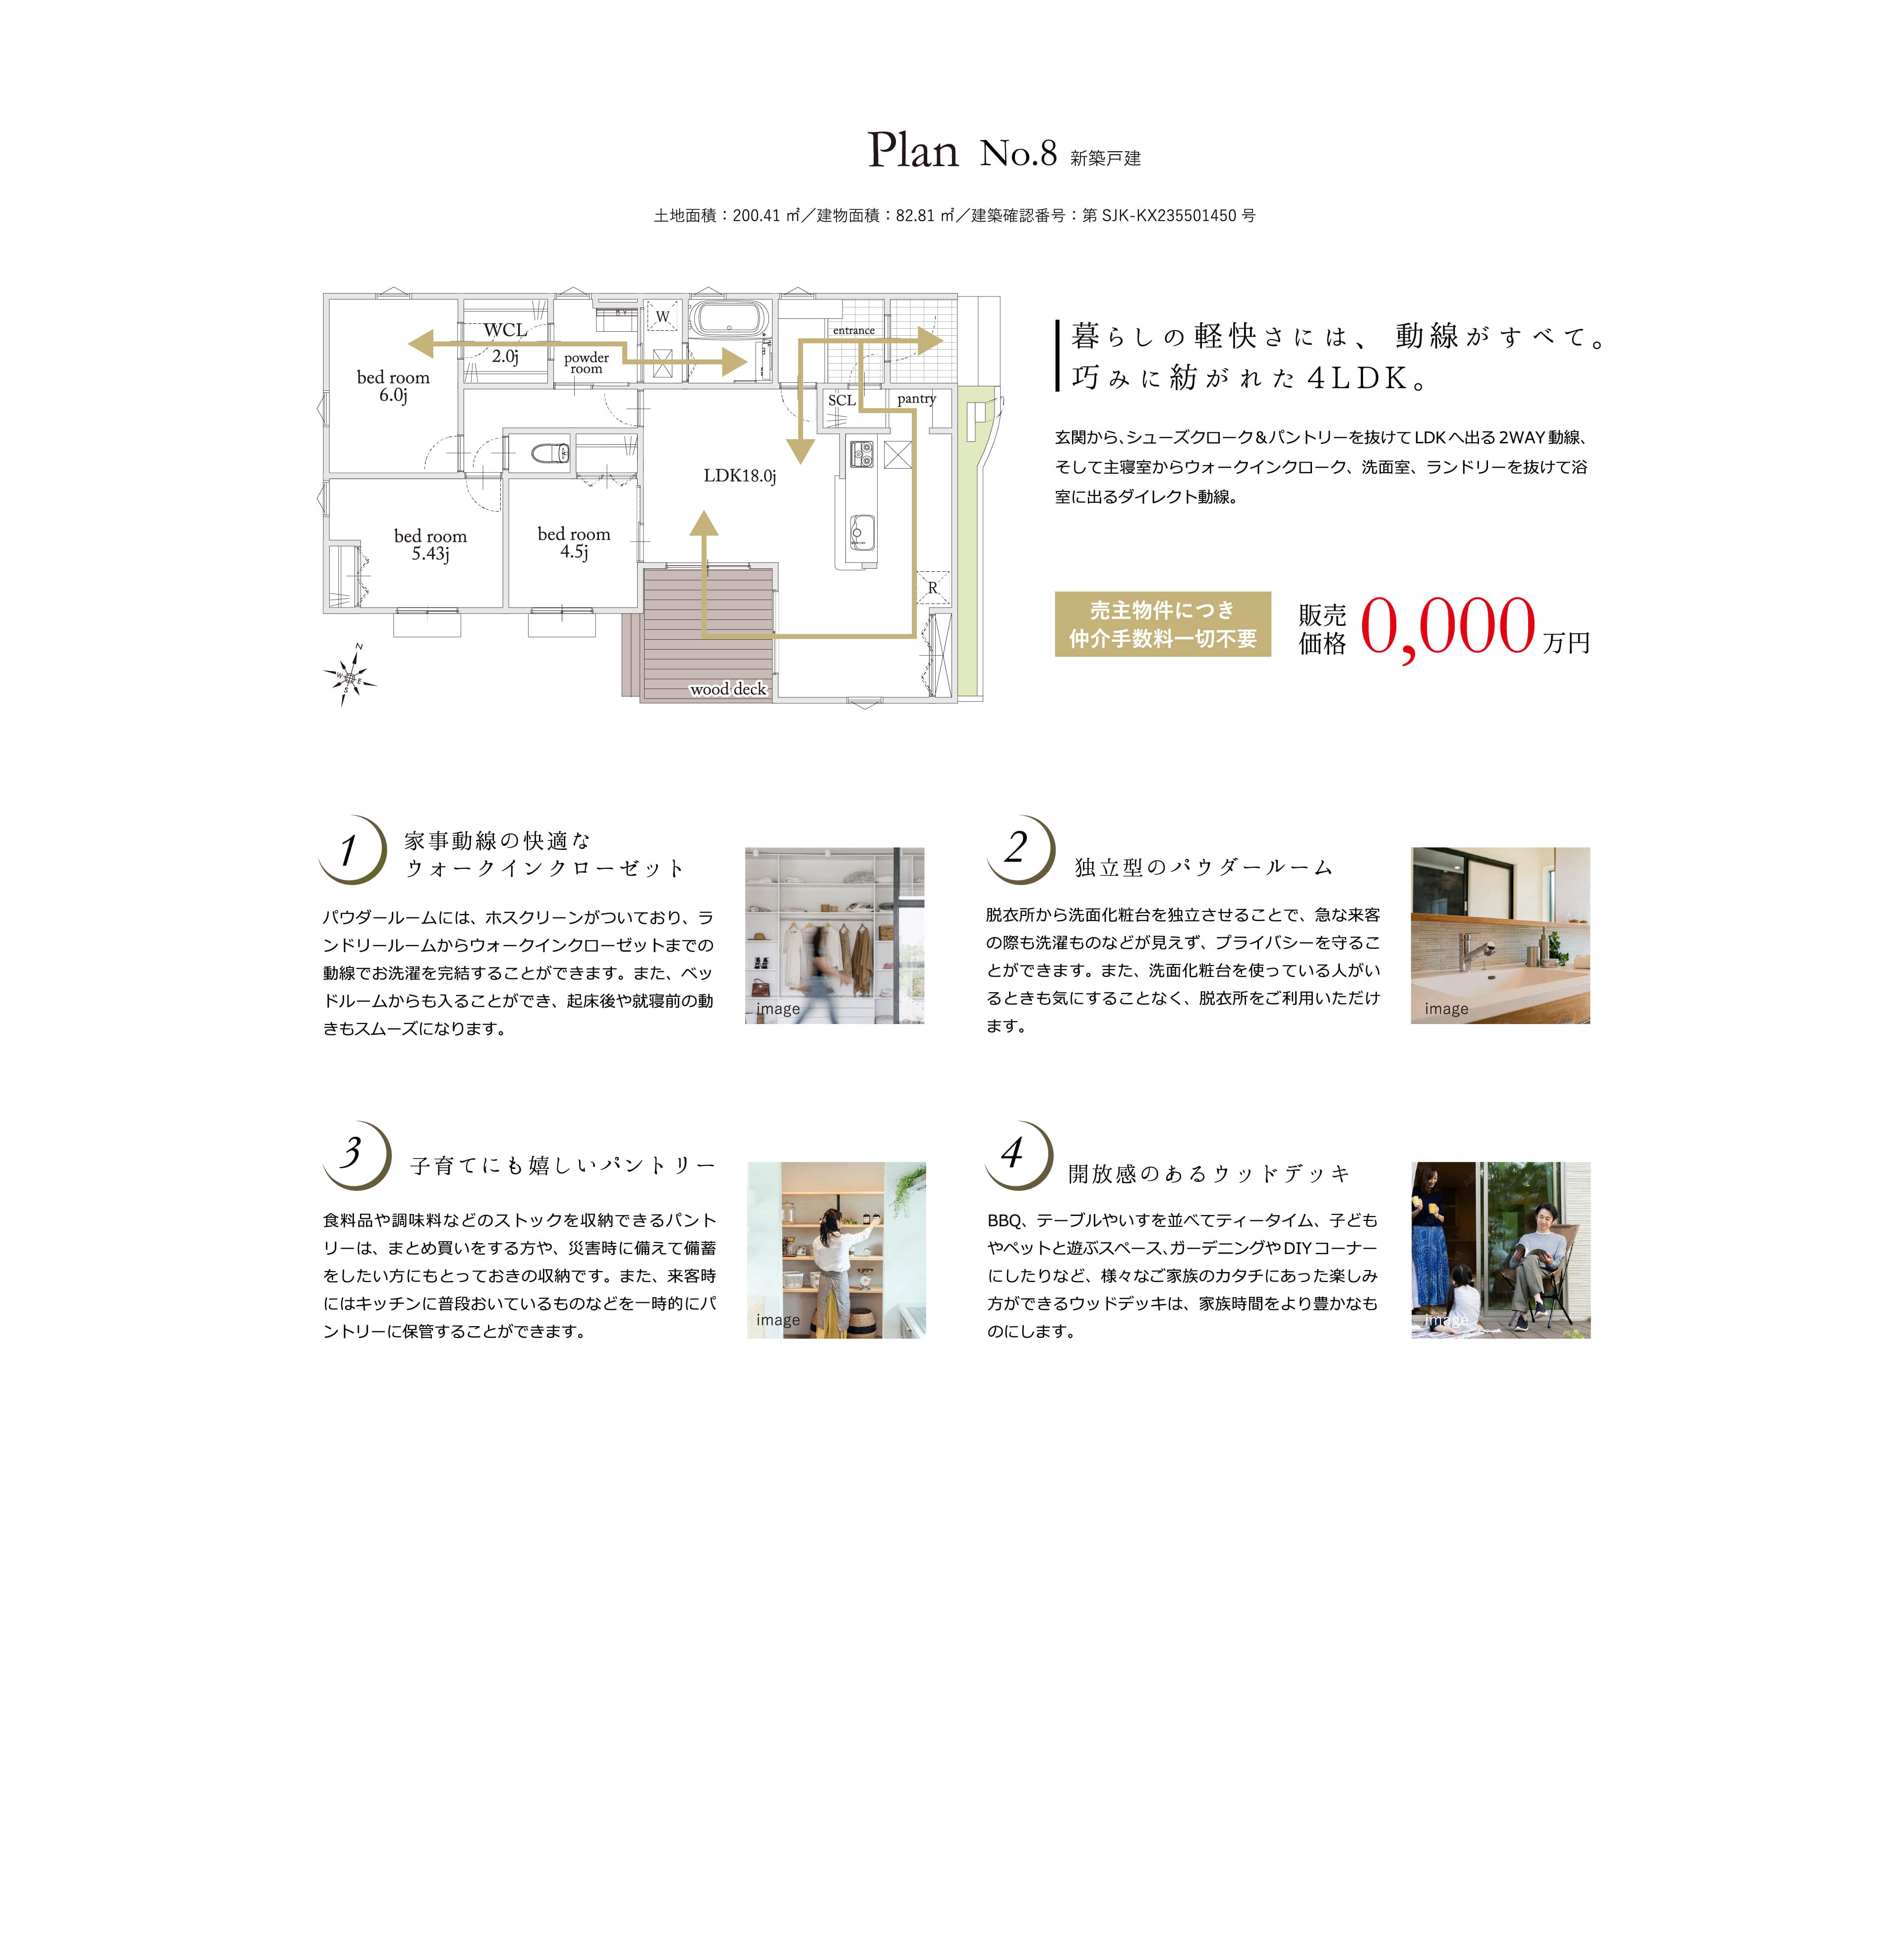 Plan No.8 新築戸建
土地面積：200.41 ㎡／建物面積：82.81 ㎡／建築確認番号：第 SJK-KX235501450 号
WCL
2.0j
powder
room
W
entrance
bed room
6.0j
SCL
pantry
LDK18.0j
bed room
5.43j
bed room
4.5j
R
wood deck
N
W
E
S
暮らしの軽快さには、動線がすべて。
巧みに紡がれた4LDK。
玄関から、シューズクローク＆パントリーを抜けて LDK へ出る 2WAY 動線、
そして主寝室からウォークインクローク、洗面室、ランドリーを抜けて浴
室に出るダイレクト動線。
売主物件につき
仲介手数料一切不要
販売
価格
0,000万円
1
家事動線の快適な
ウォークインクローゼット
パウダールームには、ホスクリーンがついており、ラ
ンドリールームからウォークインクローゼットまでの
動線でお洗濯を完結することができます。また、ベッ
ドルームからも入ることができ、起床後や就寝前の動
きもスムーズになります。
image
2
独立型のパウダールーム
脱衣所から洗面化粧台を独立させることで、急な来客
の際も洗濯ものなどが見えず、プライバシーを守るこ
とができます。また、洗面化粧台を使っている人がい
るときも気にすることなく、脱衣所をご利用いただけ
ます。
image
3
子育てにも嬉しいパントリー
食料品や調味料などのストックを収納できるパント
リーは、まとめ買いをする方や、災害時に備えて備蓄
をしたい方にもとっておきの収納です。また、来客時
にはキッチンに普段おいているものなどを一時的にパ
ントリーに保管することができます。
image
4
開放感のあるウッドデッキ
BBQ、テーブルやいすを並べてティータイム、子ども
やペットと遊ぶスペース、ガーデニングや DIY コーナー
にしたりなど、様々なご家族のカタチにあった楽しみ
方ができるウッドデッキは、家族時間をより豊かなも
のにします。
image